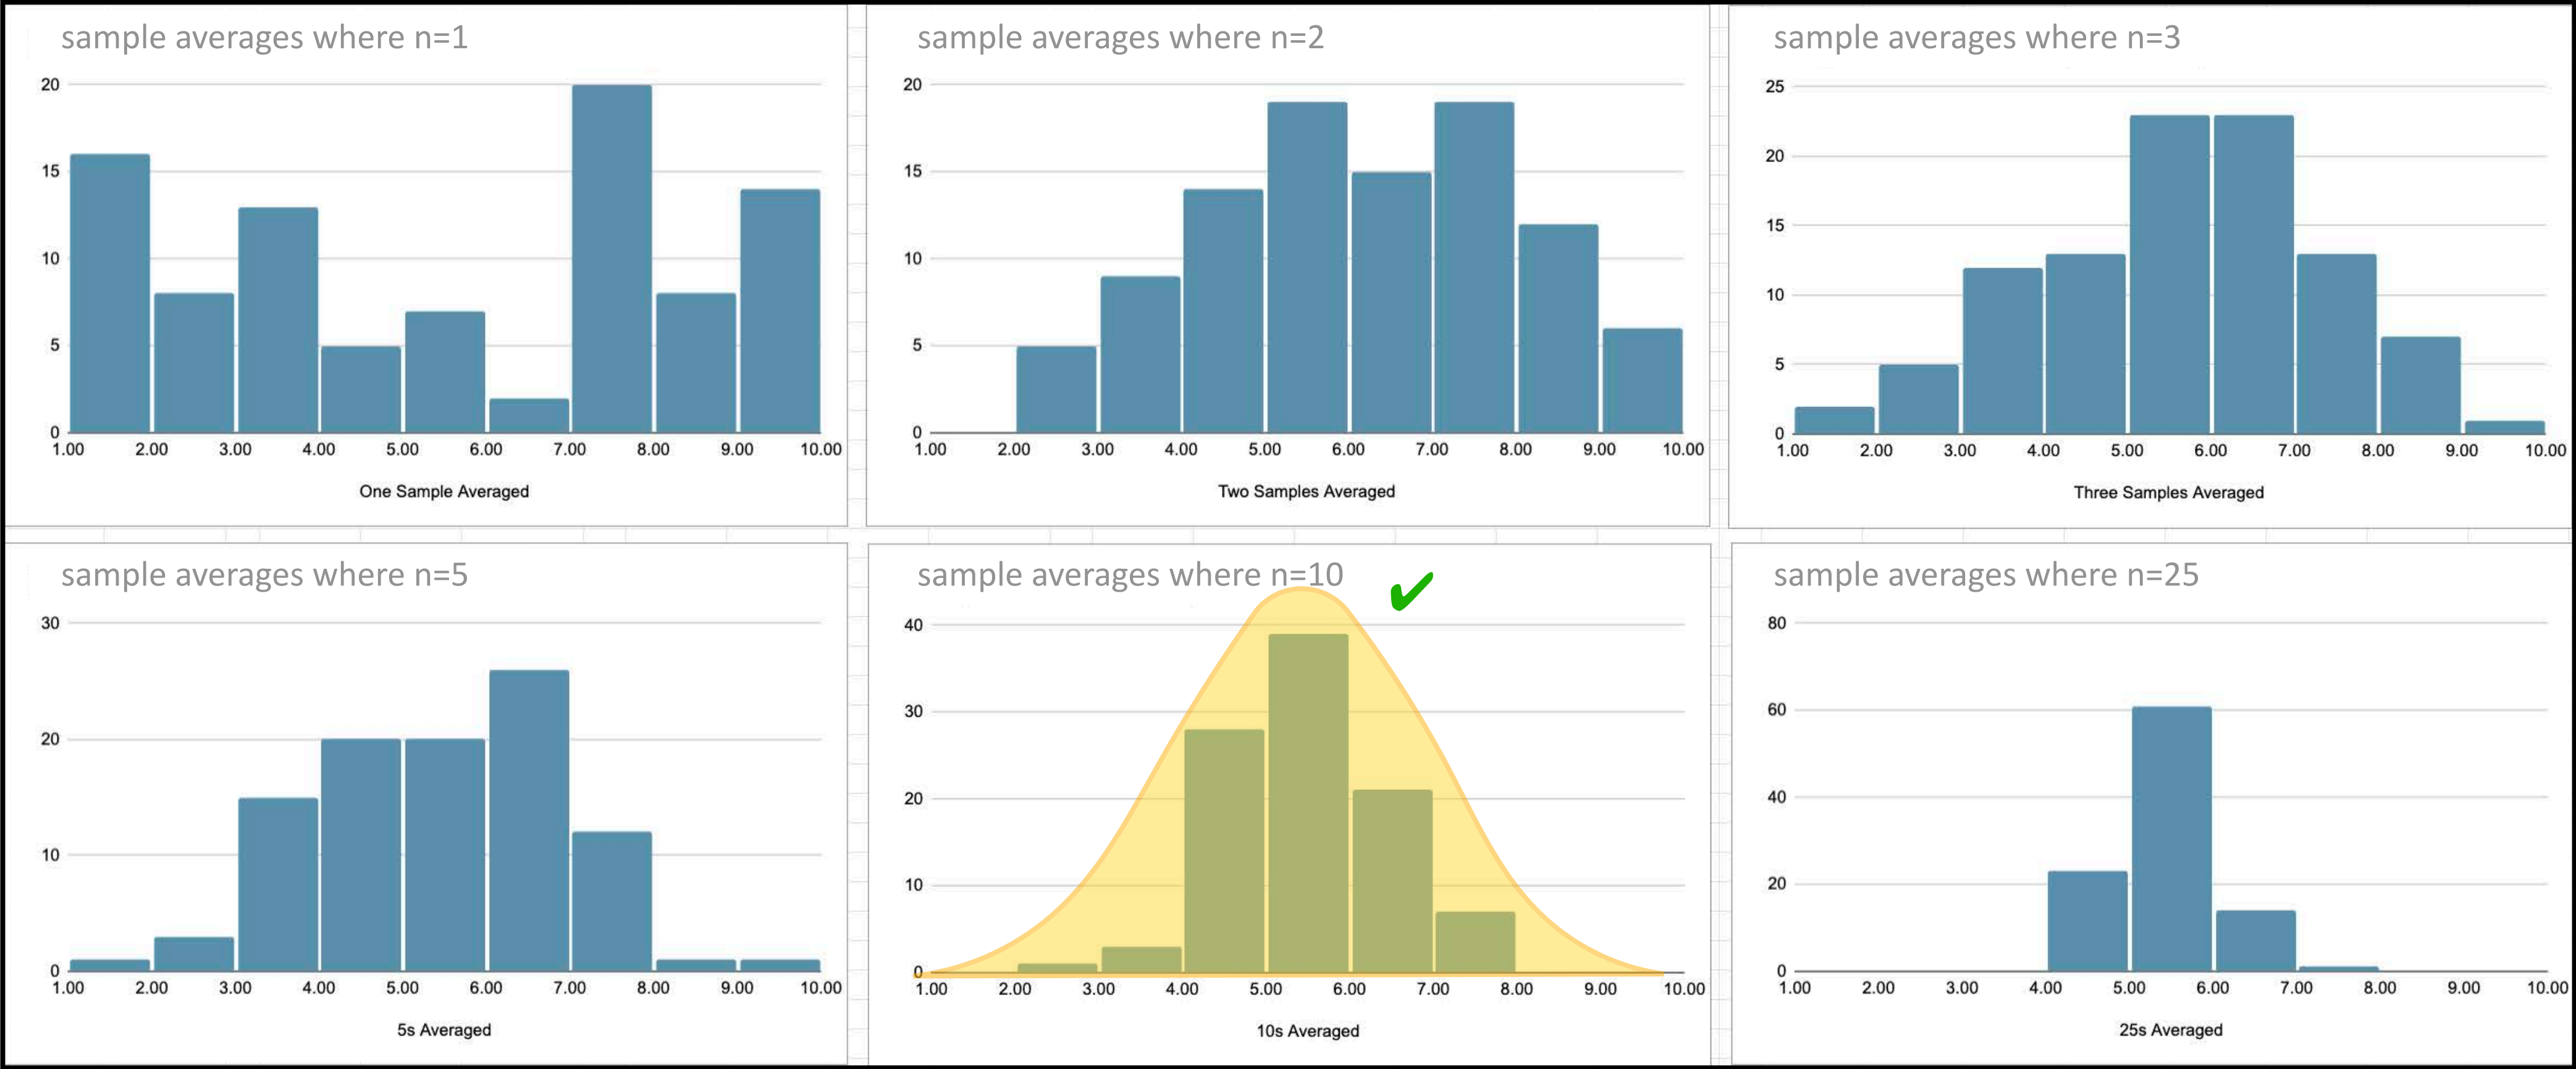 sample averages where n=1
20
15
10
5
0
1.00 2.00 3.00 4.00 5.00 6.00 7.00 8.00 9.00 10.00
One Sample Averaged
sample averages where n=2
20
15
10
5
0
1.00 2.00 3.00 4.00 5.00 6.00 7.00 8.00 9.00 10.00
Two Samples Averaged
sample averages where n=3
25
20
15
10
5
0
1.00 2.00 3.00 4.00 5.00 6.00 7.00 8.00 9.00 10.00
Three Samples Averaged
sample averages where n=5
30
20
10
0
1.00 2.00 3.00 4.00 5.00 6.00 7.00 8.00 9.00 10.00
5s Averaged
sample averages where n=10
40
30
20
10
0
1.00 2.00 3.00 4.00 5.00 6.00 7.00 8.00 9.00 10.00
10s Averaged
sample averages where n=25
80
60
40
20
0
1.00 2.00 3.00 4.00 5.00 6.00 7.00 8.00 9.00 10.00
25s Averaged